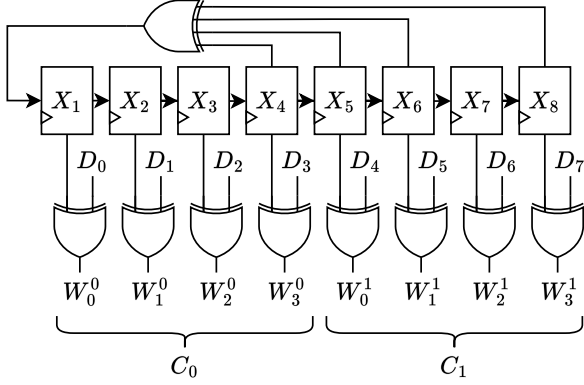 X₁ X₂ X₃ X₄ X₅ X₆ X₇ X₈
D₀ D₁ D₂ D₃ D₄ D₅ D₆ D₇
W₀⁰ W₁⁰ W₂⁰ W₃⁰ W₀¹ W₁¹ W₂¹ W₃¹
C₀ C₁